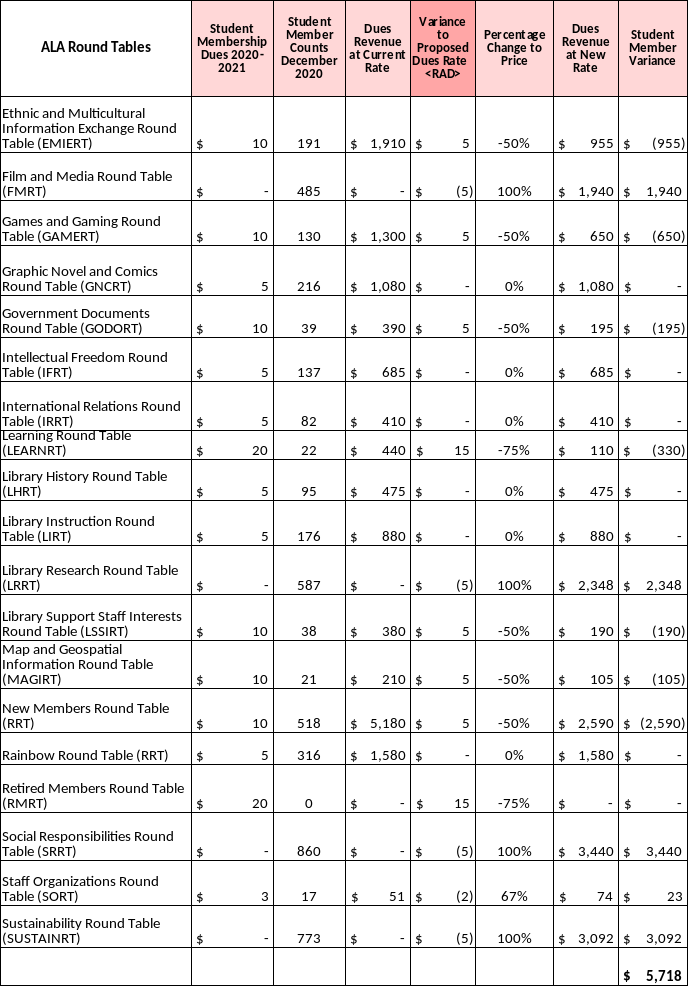 ALA Round Tables | Student Membership Dues 2020-2021 | Student Member Counts December 2020 | Dues Revenue at Current Rate | Variance to Proposed Dues Rate <RAD> | Percentage Change to Price | Dues Revenue at New Rate | Student Member Variance
Ethnic and Multicultural
Information Exchange Round
Table (EMIERT) $ 10 191 $ 1,910 $ 5 -50% $ 955 $ (955)
Film and Media Round Table
(FMRT) $ - 485 $ - $ (5) 100% $ 1,940 $ 1,940
Games and Gaming Round
Table (GAMERT) $ 10 130 $ 1,300 $ 5 -50% $ 650 $ (650)
Graphic Novel and Comics
Round Table (GNCRT) $ 5 216 $ 1,080 $ - 0% $ 1,080 $ -
Government Documents
Round Table (GODORT) $ 10 39 $ 390 $ 5 -50% $ 195 $ (195)
Intellectual Freedom Round
Table (IFRT) $ 5 137 $ 685 $ - 0% $ 685 $ -
International Relations Round
Table (IRRT) $ 5 82 $ 410 $ - 0% $ 410 $ -
Learning Round Table
(LEARNRT) $ 20 22 $ 440 $ 15 -75% $ 110 $ (330)
Library History Round Table
(LHRT) $ 5 95 $ 475 $ - 0% $ 475 $ -
Library Instruction Round
Table (LIRT) $ 5 176 $ 880 $ - 0% $ 880 $ -
Library Research Round Table
(LRRT) $ - 587 $ - $ (5) 100% $ 2,348 $ 2,348
Library Support Staff Interests
Round Table (LSSIRT) $ 10 38 $ 380 $ 5 -50% $ 190 $ (190)
Map and Geospatial
Information Round Table
(MAGIRT) $ 10 21 $ 210 $ 5 -50% $ 105 $ (105)
New Members Round Table
(RRT) $ 10 518 $ 5,180 $ 5 -50% $ 2,590 $ (2,590)
Rainbow Round Table (RRT) $ 5 316 $ 1,580 $ - 0% $ 1,580 $ -
Retired Members Round Table
(RMRT) $ 20 0 $ - $ 15 -75% $ - $ -
Social Responsibilities Round
Table (SRRT) $ - 860 $ - $ (5) 100% $ 3,440 $ 3,440
Staff Organizations Round
Table (SORT) $ 3 17 $ 51 $ (2) 67% $ 74 $ 23
Sustainability Round Table
(SUSTAINRT) $ - 773 $ - $ (5) 100% $ 3,092 $ 3,092
$ 5,718